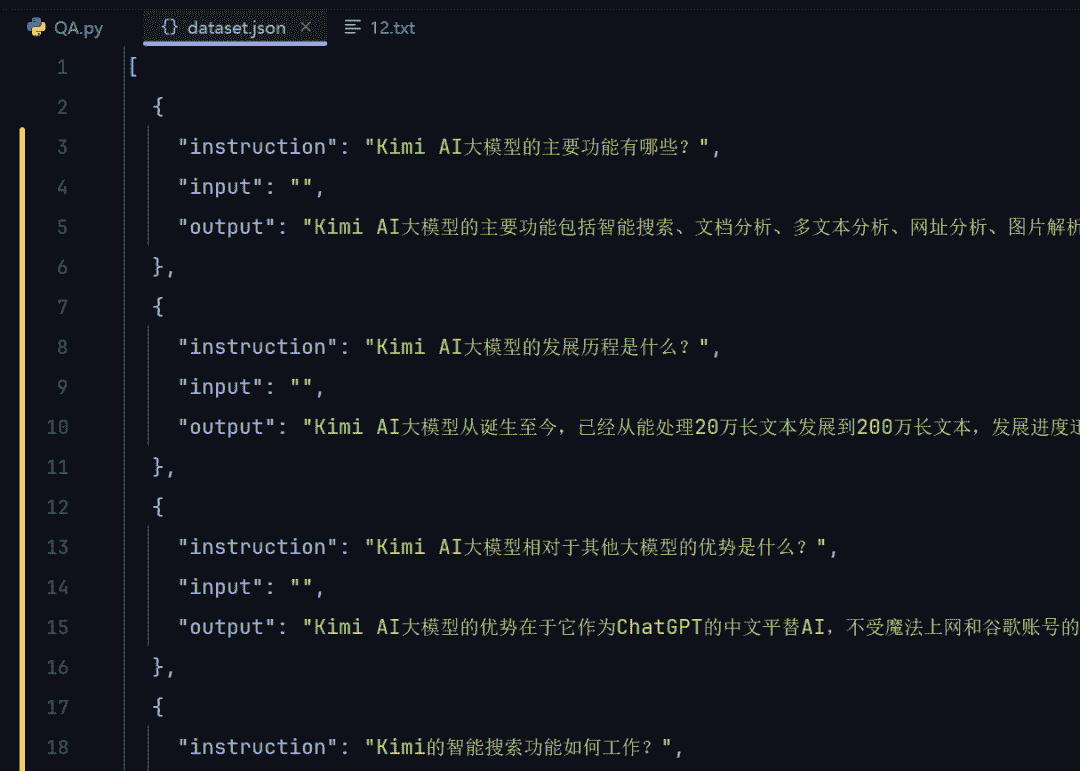 QA.py
{} dataset.json ×
12.txt
1 [
2 {
3 "instruction": "Kimi AI大模型的主要功能有哪些？",
4 "input": "",
5 "output": "Kimi AI大模型的主要功能包括智能搜索、文档分析、多文本分析、网址分析、图片解析
6 },
7 {
8 "instruction": "Kimi AI大模型的发展历程是什么？",
9 "input": "",
10 "output": "Kimi AI大模型从诞生至今，已经从能处理20万长文本发展到200万长文本，发展进度迅
11 },
12 {
13 "instruction": "Kimi AI大模型相对于其他大模型的优势是什么？",
14 "input": "",
15 "output": "Kimi AI大模型的优势在于它作为ChatGPT的中文平替AI，不受魔法上网和谷歌账号的
16 },
17 {
18 "instruction": "Kimi的智能搜索功能如何工作？",